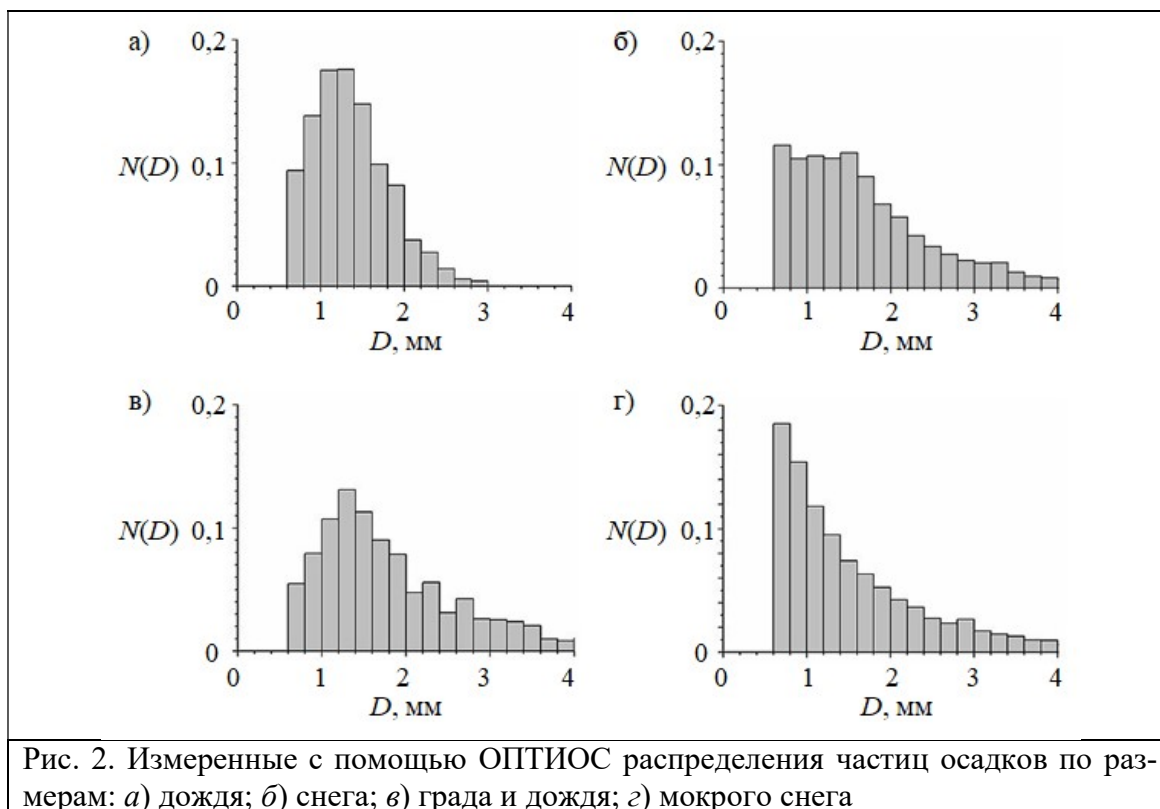 а) 0,2
N(D) 0,1
0
0 1 2 3 4
D, мм
б) 0,2
N(D) 0,1
0
0 1 2 3 4
D, мм
в) 0,2
N(D) 0,1
0
0 1 2 3 4
D, мм
г) 0,2
N(D) 0,1
0
0 1 2 3 4
D, мм
Рис. 2. Измеренные с помощью ОПТИОС распределения частиц осадков по раз-
мерам: а) дождя; б) снега; в) града и дождя; г) мокрого снега